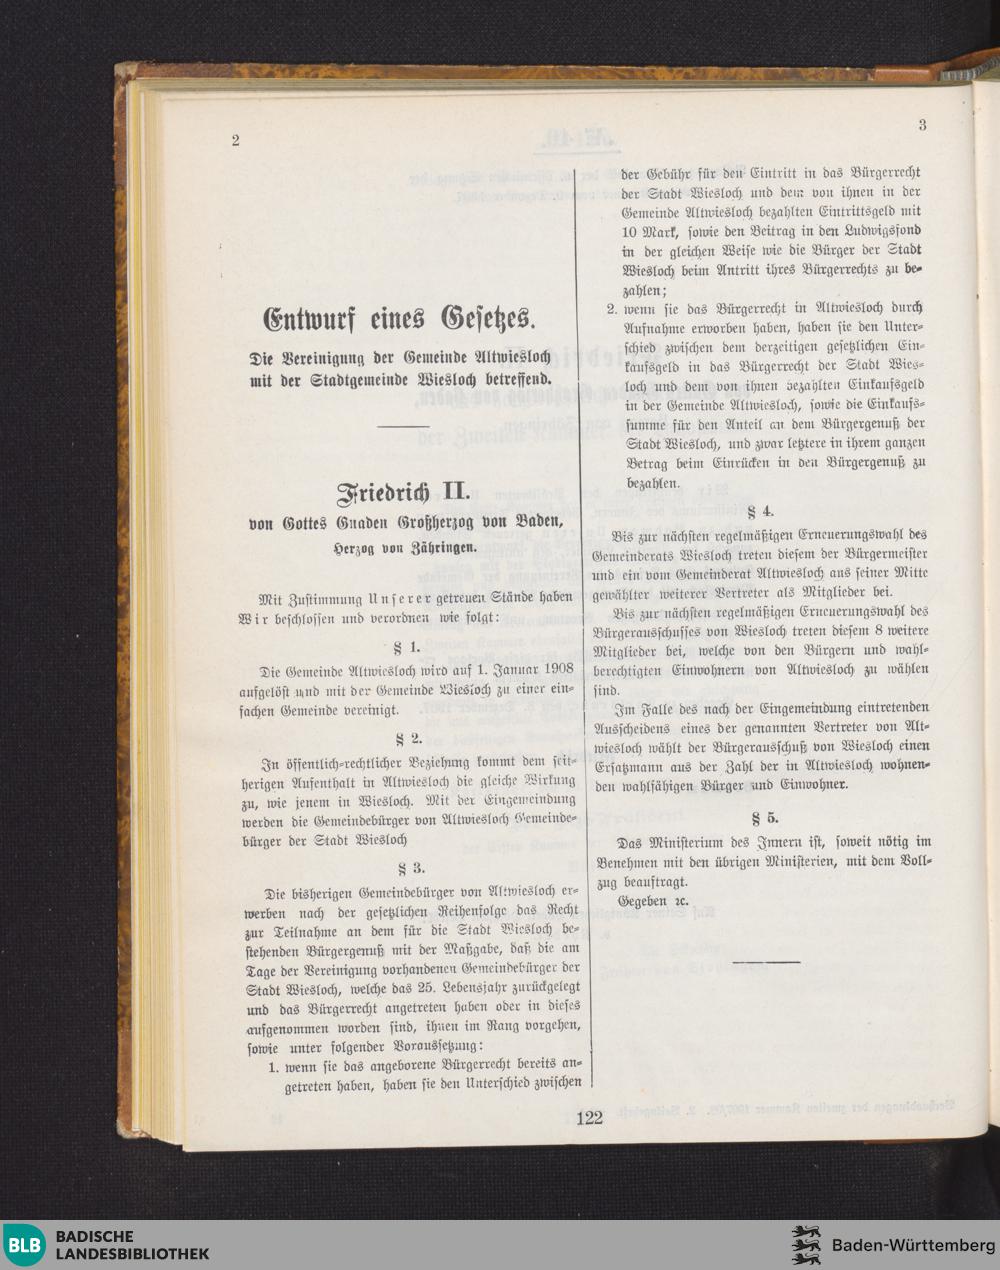 2
Entwurf eines Gesetzes.
Die Vereinigung der Gemeinde Altwiesloch
mit der Stadtgemeinde Wiesloch betreffend.
Friedrich II.
von Gottes Gnaden Großherzog von Baden,
Herzog von Zähringen.
Mit Zustimmung Unserer getreuen Stände haben
Wir beschlossen und verordnen wie folgt:
§ 1.
Die Gemeinde Altwiesloch wird auf 1. Januar 1908
aufgelöst und mit der Gemeinde Wiesloch zu einer ein-
fachen Gemeinde vereinigt.
§ 2.
In öffentlich-rechtlicher Beziehung kommt dem seit-
herigen Aufenthalt in Altwiesloch die gleiche Wirkung
zu, wie jenem in Wiesloch. Mit der Eingemeindung
werden die Gemeindebürger von Altwiesloch Gemeinde-
bürger der Stadt Wiesloch
§ 3.
Die bisherigen Gemeindebürger von Altwiesloch er-
werben nach der gesetzlichen Reihenfolge das Recht
zur Teilnahme an dem für die Stadt Wiesloch be-
stehenden Bürgergenuß mit der Maßgabe, daß die am
Tage der Vereinigung vorhandenen Gemeindebürger der
Stadt Wiesloch, welche das 25. Lebensjahr zurückgelegt
und das Bürgerrecht angetreten haben oder in dieses
aufgenommen worden sind, ihnen im Rang vorgehen,
sowie unter folgender Voraussetzung:
1. wenn sie das angeborene Bürgerrecht bereits an-
getreten haben, haben sie den Unterschied zwischen
3
der Gebühr für den Eintritt in das Bürgerrecht
der Stadt Wiesloch und dem von ihnen in der
Gemeinde Altwiesloch bezahlten Eintrittsgeld mit
10 Mark, sowie den Beitrag in den Ludwigsfond
in der gleichen Weise wie die Bürger der Stadt
Wiesloch beim Antritt ihres Bürgerrechts zu be-
zahlen;
2. wenn sie das Bürgerrecht in Altwiesloch durch
Aufnahme erworben haben, haben sie den Unter-
schied zwischen dem derzeitigen gesetzlichen Ein-
kaufsgeld in das Bürgerrecht der Stadt Wies-
loch und dem von ihnen bezahlten Einkaufsgeld
in der Gemeinde Altwiesloch, sowie die Einkaufs-
summe für den Anteil an dem Bürgergenuß der
Stadt Wiesloch, und zwar letztere in ihrem ganzen
Betrag beim Einrücken in den Bürgergenuß zu
bezahlen.
§ 4.
Bis zur nächsten regelmäßigen Erneuerungswahl des
Gemeinderats Wiesloch treten diesem der Bürgermeister
und ein vom Gemeinderat Altwiesloch aus seiner Mitte
gewählter weiterer Vertreter als Mitglieder bei.
Bis zur nächsten regelmäßigen Erneuerungswahl des
Bürgerausschusses von Wiesloch treten diesem 8 weitere
Mitglieder bei, welche von den Bürgern und wahl-
berechtigten Einwohnern von Altwiesloch zu wählen
sind.
Im Falle des nach der Eingemeindung eintretenden
Ausscheidens eines der genannten Vertreter von Alt-
wiesloch wählt der Bürgerausschuß von Wiesloch einen
Ersatzmann aus der Zahl der in Altwiesloch wohnen-
den wahlfähigen Bürger und Einwohner.
§ 5.
Das Ministerium des Innern ist, soweit nötig im
Benehmen mit den übrigen Ministerien, mit dem Voll-
zug beauftragt.
Gegeben ꝛc.
122
BLB
BADISCHE
LANDESBIBLIOTHEK
Baden-Württemberg